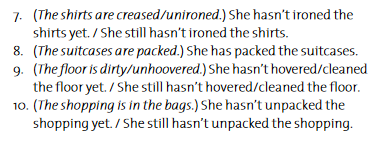 7. (The shirts are creased/unironed.) She hasn't ironed the
shirts yet. / She still hasn't ironed the shirts.
8. (The suitcases are packed.) She has packed the suitcases.
9. (The floor is dirty/unhoovered.) She hasn't hovered/cleaned
the floor yet. / She still hasn't hovered/cleaned the floor.
10. (The shopping is in the bags.) She hasn't unpacked the
shopping yet. / She still hasn't unpacked the shopping.